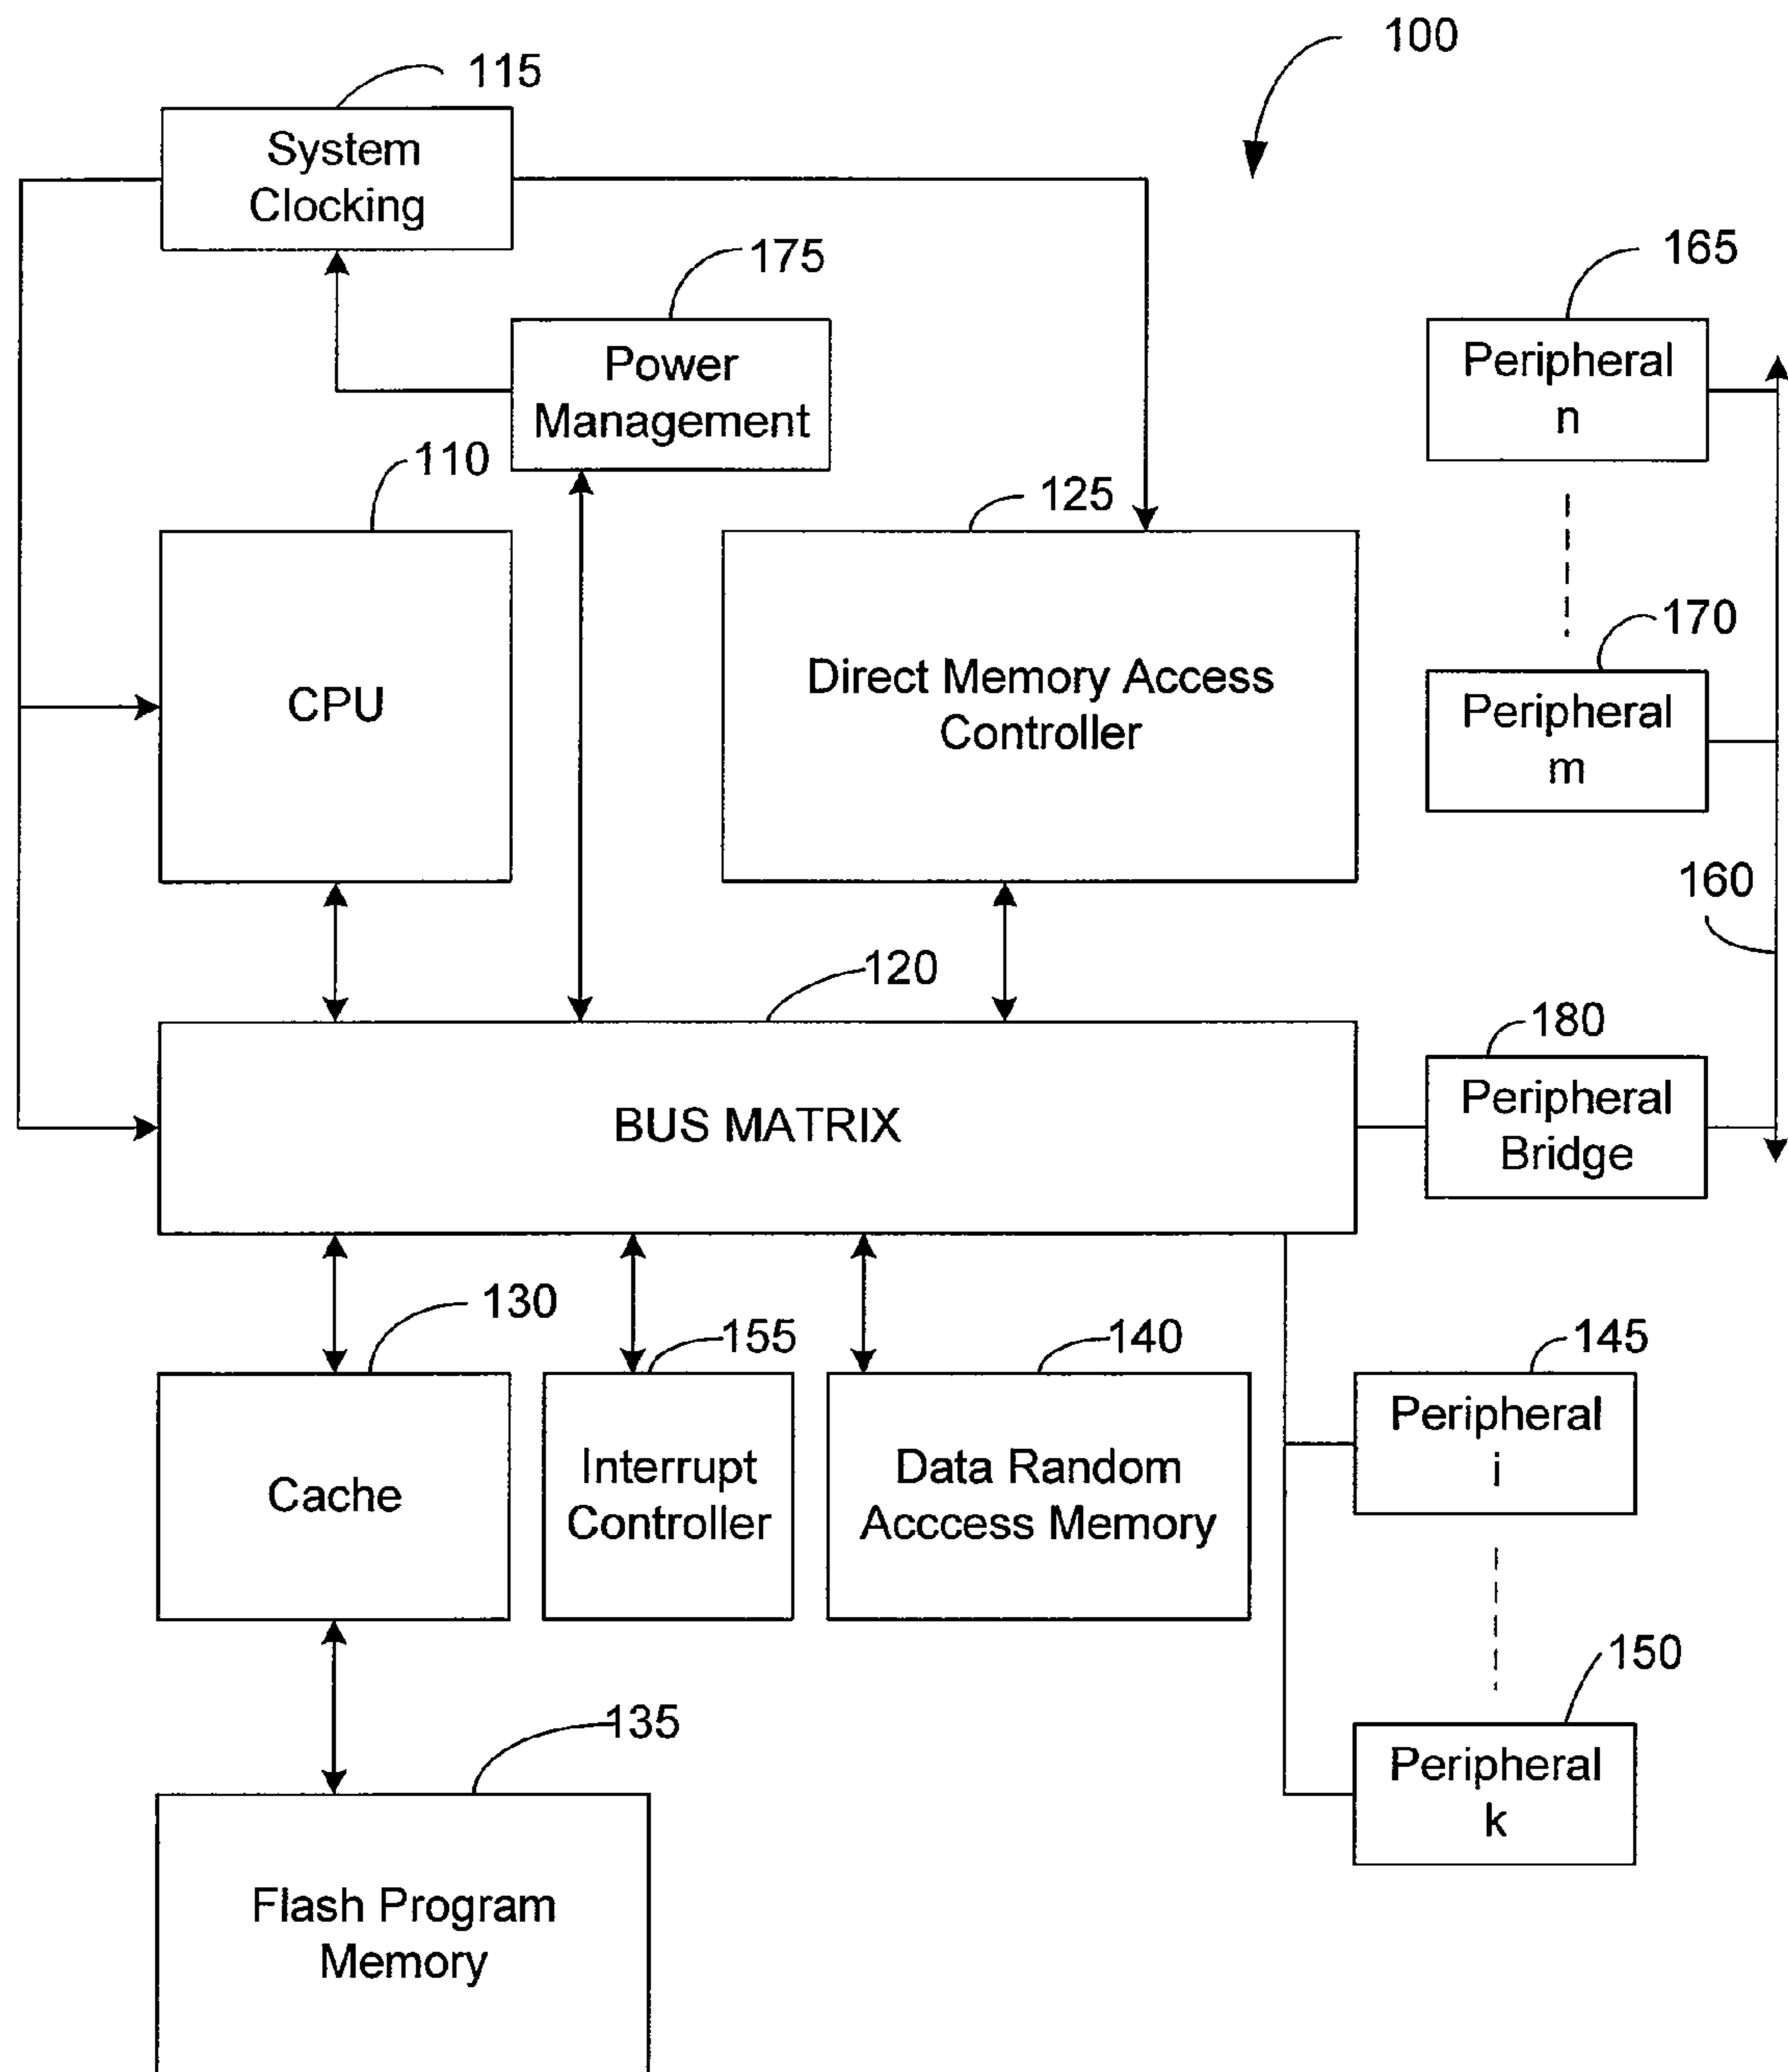 100
115
System
Clocking
175
Power
Management
165
Peripheral
n
110
CPU
125
Direct Memory Access
Controller
170
Peripheral
m
160
120
BUS MATRIX
180
Peripheral
Bridge
130
Cache
155
Interrupt
Controller
140
Data Random
Acccess Memory
145
Peripheral
i
150
Peripheral
k
135
Flash Program
Memory